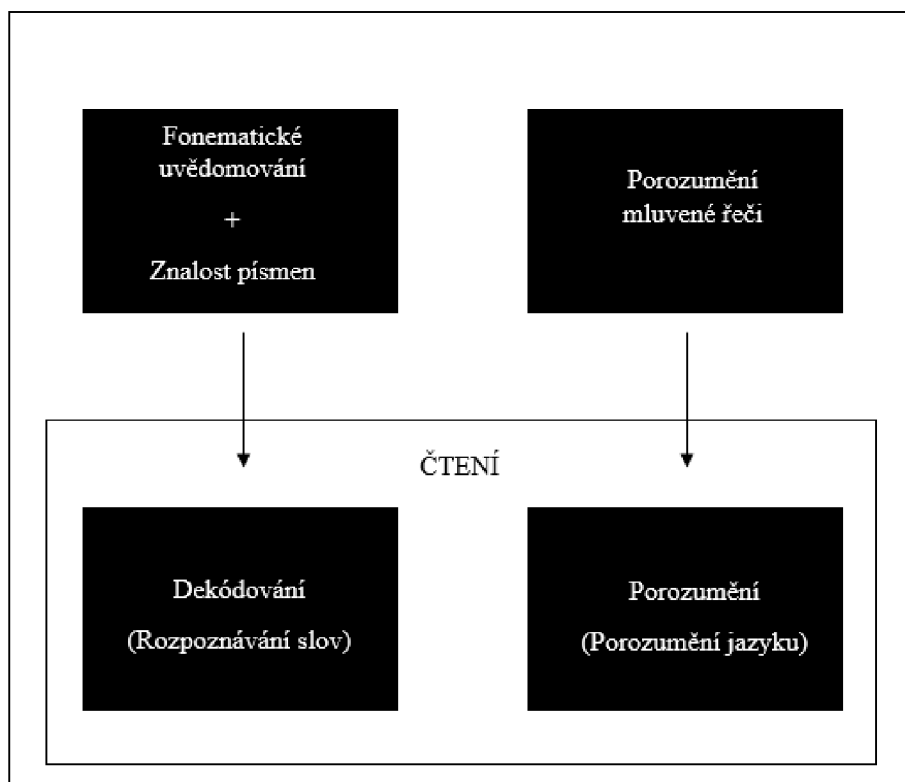 Fonematické
uvědomování
+
Znalost písmen
Porozumění
mluvené řeči
ČTENÍ
Dekódování
(Rozpoznávání slov)
Porozumění
(Porozumění jazyku)